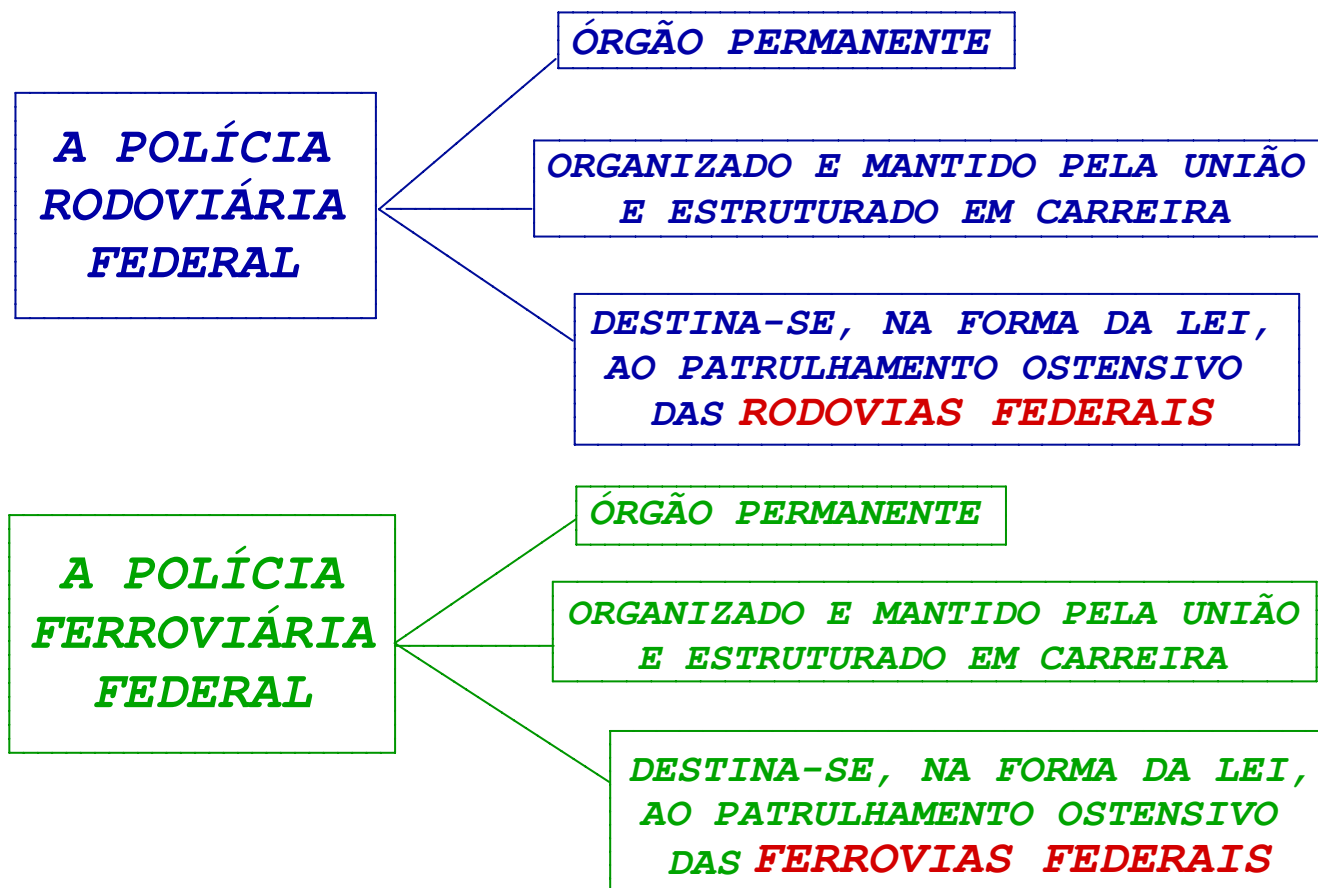 A POLÍCIA
RODOVIÁRIA
FEDERAL
ÓRGÃO PERMANENTE
ORGANIZADO E MANTIDO PELA UNIÃO
E ESTRUTURADO EM CARREIRA
DESTINA-SE, NA FORMA DA LEI,
AO PATRULHAMENTO OSTENSIVO
DAS RODOVIAS FEDERAIS
A POLÍCIA
FERROVIÁRIA
FEDERAL
ÓRGÃO PERMANENTE
ORGANIZADO E MANTIDO PELA UNIÃO
E ESTRUTURADO EM CARREIRA
DESTINA-SE, NA FORMA DA LEI,
AO PATRULHAMENTO OSTENSIVO
DAS FERROVIAS FEDERAIS